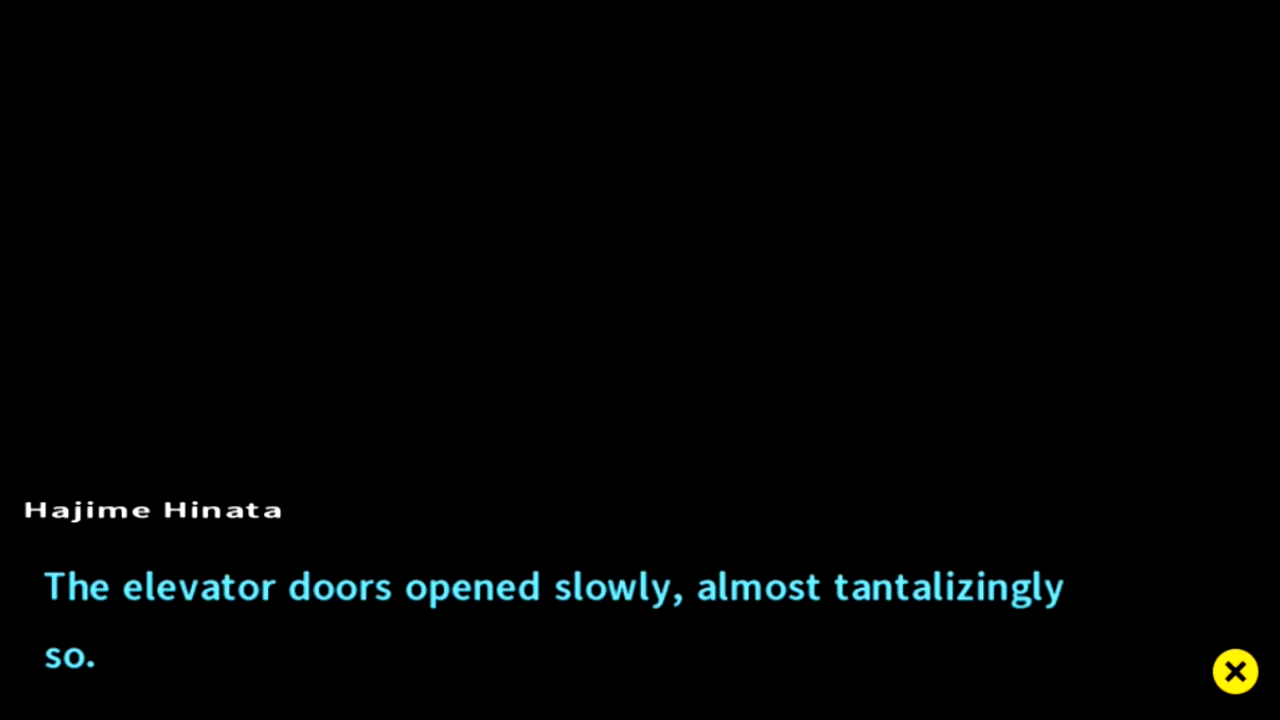 Hajime Hinata
The elevator doors opened slowly, almost tantalizingly
so.